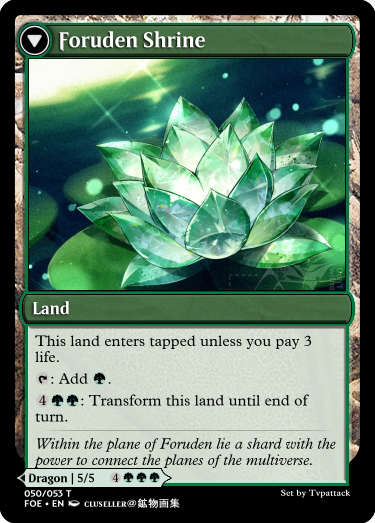 Foruden Shrine
Land
This land enters tapped unless you pay 3
life.
: Add .
4 : Transform this land until end of
turn.
Within the plane of Foruden lie a shard with the
power to connect the planes of the multiverse.
Dragon | 5/5 4
050/053 T Set by Tvpattack
FOE • EN CLUSELLER@鉱物画集